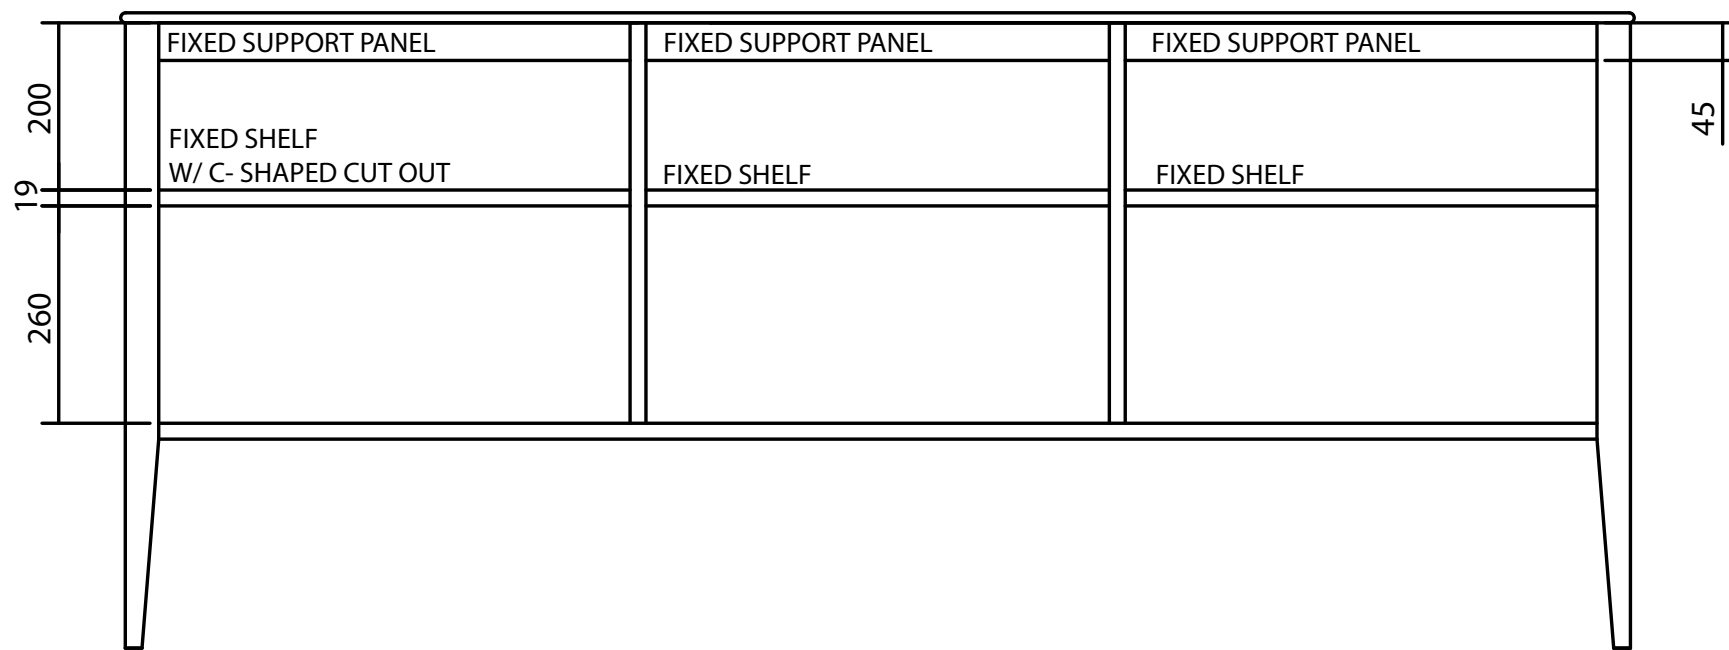 FIXED SUPPORT PANEL
FIXED SUPPORT PANEL
FIXED SUPPORT PANEL
200
45
FIXED SHELF
W/ C- SHAPED CUT OUT
FIXED SHELF
FIXED SHELF
19
260